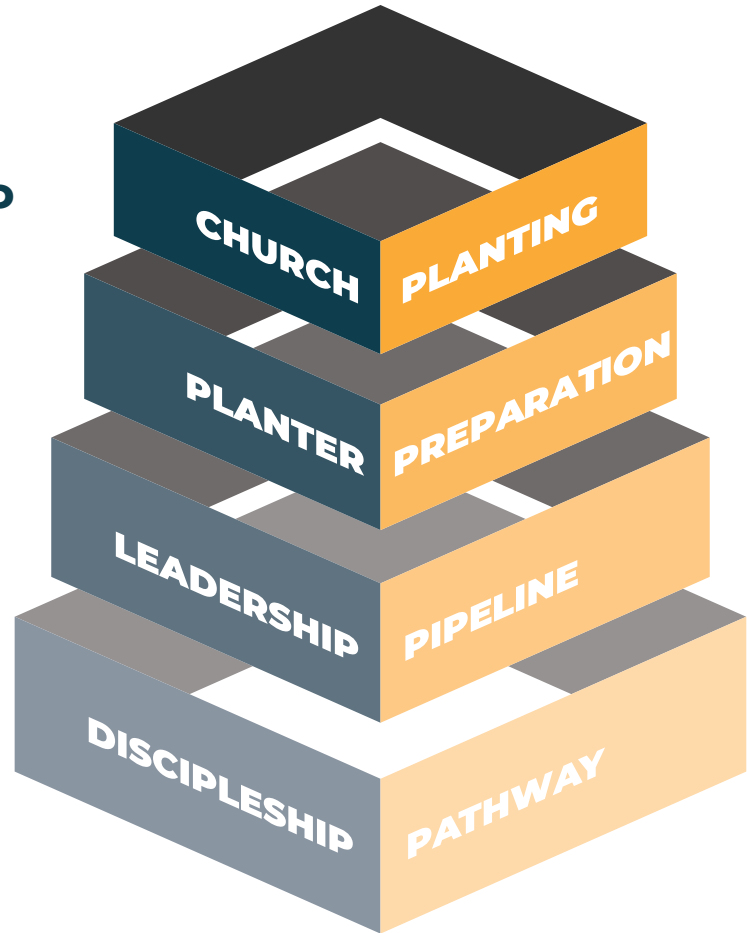 P
CHURCH PLANTING
PLANTER PREPARATION
LEADERSHIP PIPELINE
DISCIPLESHIP PATHWAY